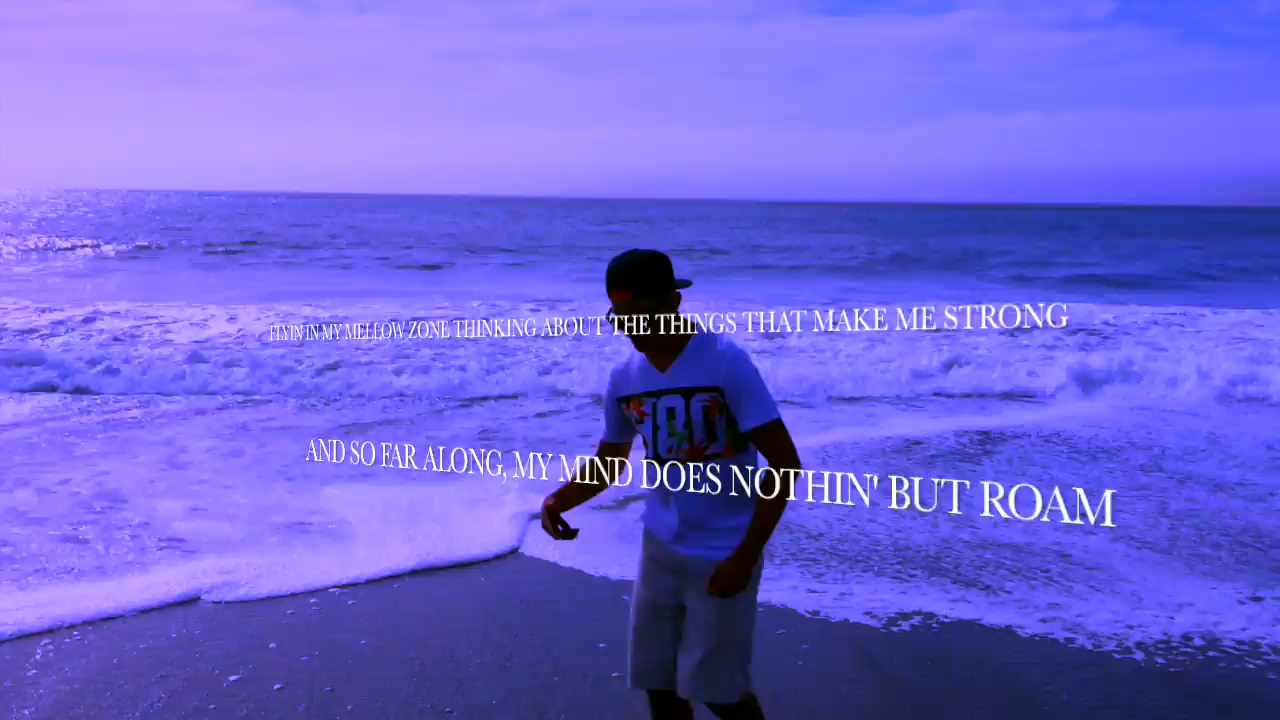 FLYIN IN MY MELLOW ZONE THINKING ABOUT THE THINGS THAT MAKE ME STRONG
AND SO FAR ALONG, MY MIND DOES NOTHIN' BUT ROAM